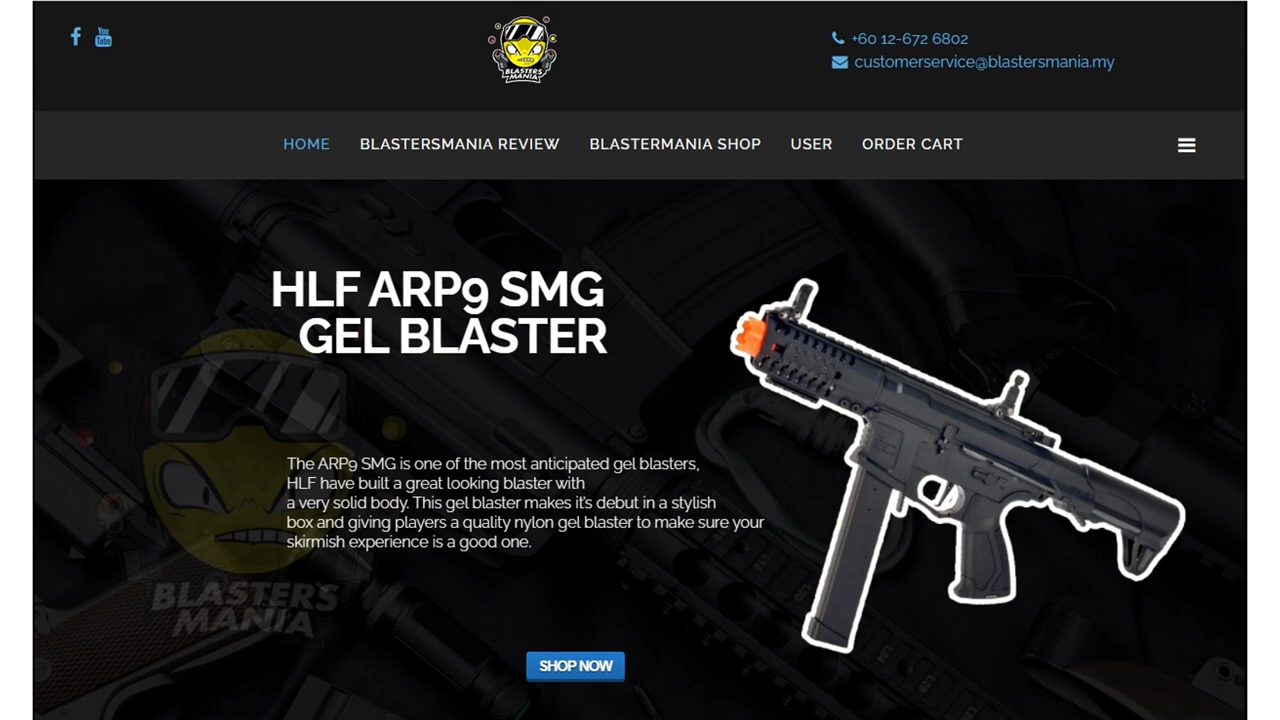 You
Tube
BLASTERS
MANIA
+60 12-672 6802
customerservice@blastersmania.my
HOME BLASTERSMANIA REVIEW BLASTERMANIA SHOP USER ORDER CART
HLF ARP9 SMG
GEL BLASTER
The ARP9 SMG is one of the most anticipated gel blasters,
HLF have built a great looking blaster with
a very solid body. This gel blaster makes it's debut in a stylish
box and giving players a quality nylon gel blaster to make sure your
skirmish experience is a good one.
BLASTERS
MANIA
SHOP NOW